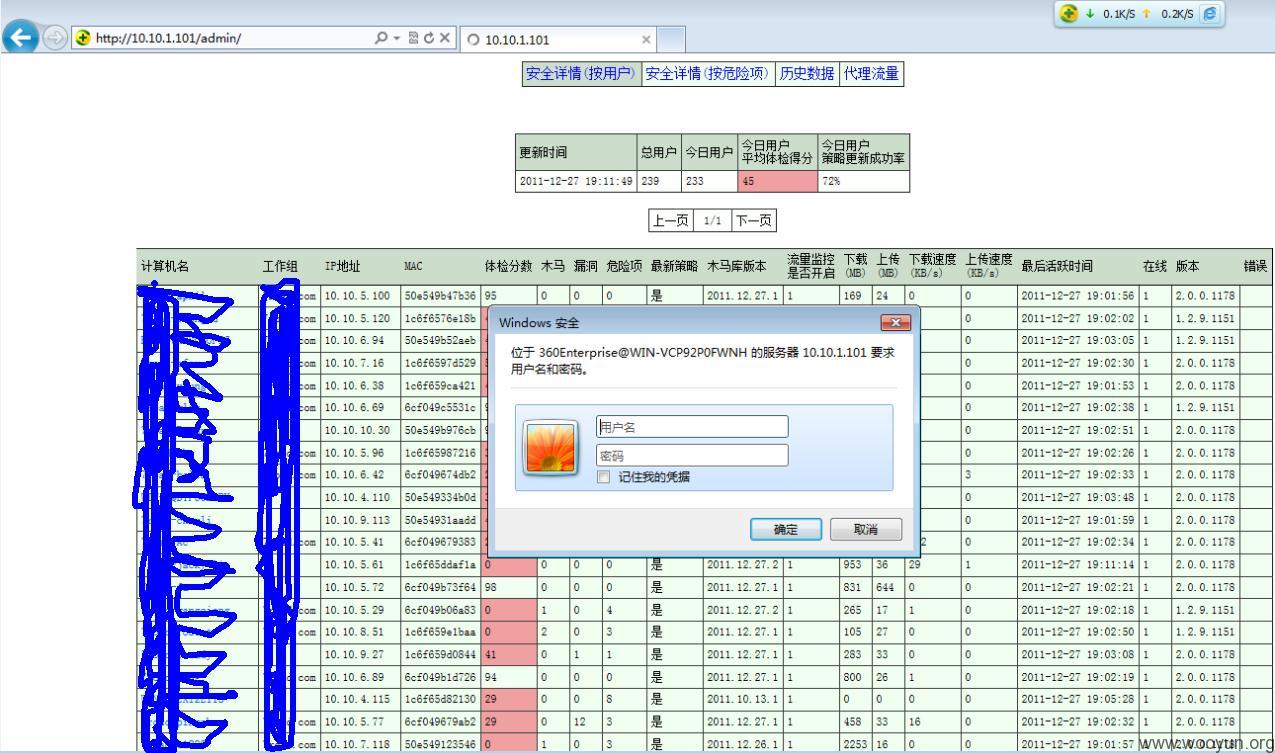 0.1K/S 0.2K/S
http://10.10.1.101/admin/
10.10.1.101
安全详情(按用户) 安全详情(按危险项) 历史数据 代理流量
更新时间 总用户 今日用户 今日用户平均体检得分 今日用户策略更新成功率
2011-12-27 19:11:49 239 233 45 72%
上一页 1/1 下一页
计算机名 工作组 IP地址 MAC 体检分数 木马 漏洞 危险项 最新策略 木马库版本 流量监控是否开启 下载(MB) 上传(MB) 下载速度(KB/s) 上传速度(KB/s) 最后活跃时间 在线 版本 错误
com 10.10.5.100 50e549b47b36 95 0 0 0 是 2011.12.27.1 1 169 24 0 0 2011-12-27 19:01:56 1 2.0.0.1178
com 10.10.5.120 1c6f6576e18b 0 2011-12-27 19:02:02 1 1.2.9.1151
com 10.10.6.94 50e549b52aeb 0 2011-12-27 19:03:05 1 1.2.9.1151
com 10.10.7.16 1c6f6597d529 0 2011-12-27 19:02:30 1 2.0.0.1178
com 10.10.6.38 1c6f659ca421 0 2011-12-27 19:01:53 1 2.0.0.1178
com 10.10.6.69 6cf049c5531c 0 2011-12-27 19:02:38 1 1.2.9.1151
com 10.10.10.30 50e549b976cb 0 2011-12-27 19:02:51 1 2.0.0.1178
com 10.10.5.96 1c6f65987216 0 2011-12-27 19:02:26 1 2.0.0.1178
com 10.10.6.42 6cf049674db2 3 2011-12-27 19:02:33 1 2.0.0.1178
10.10.4.110 50e549334b0d 0 2011-12-27 19:03:48 1 2.0.0.1178
10.10.9.113 50e54931aadd 0 2011-12-27 19:01:59 1 2.0.0.1178
com 10.10.5.41 6cf049679383 2 0 2011-12-27 19:02:34 1 2.0.0.1178
com 10.10.5.61 1c6f65ddaf1a 0 0 0 0 是 2011.12.27.2 1 953 36 29 1 2011-12-27 19:11:14 1 2.0.0.1178
10.10.5.72 6cf049b73f64 98 0 0 0 是 2011.12.27.1 1 831 644 0 0 2011-12-27 19:02:21 1 2.0.0.1178
com 10.10.5.29 6cf049b06a83 0 1 0 4 是 2011.12.27.2 1 265 17 1 0 2011-12-27 19:02:18 1 1.2.9.1151
com 10.10.8.51 1c6f659e1baa 0 2 0 3 是 2011.12.27.1 1 105 27 0 0 2011-12-27 19:02:50 1 1.2.9.1151
com 10.10.9.27 1c6f659d0844 41 0 1 1 是 2011.12.27.1 1 283 33 0 0 2011-12-27 19:03:08 1 2.0.0.1178
com 10.10.6.89 6cf049b1d726 94 0 0 0 是 2011.12.27.1 1 800 26 1 0 2011-12-27 19:02:19 1 2.0.0.1178
10.10.4.115 1c6f65d82130 29 0 0 8 是 2011.10.13.1 1 0 0 0 0 2011-12-27 19:05:28 1 2.0.0.1178
com 10.10.5.77 6cf049679ab2 29 0 12 3 是 2011.12.27.1 1 458 33 16 0 2011-12-27 19:02:32 1 2.0.0.1178
com 10.10.7.118 50e549123546 0 1 0 3 是 2011.12.26.1 1 2253 16 0 0 2011-12-27 19:01:57
Windows 安全
位于 360Enterprise@WIN-VCP92P0FWNH 的服务器 10.10.1.101 要求
用户名和密码。
用户名
密码
记住我的凭据
确定 取消
www.wooyun.org